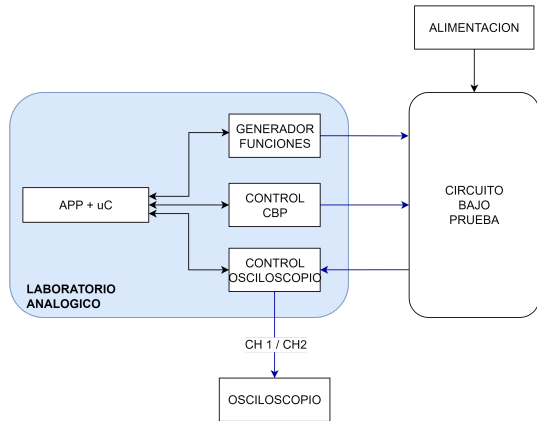 ALIMENTACION
GENERADOR
FUNCIONES
APP + uC
CONTROL
CBP
CIRCUITO
BAJO
PRUEBA
CONTROL
OSCILOSCOPIO
LABORATORIO
ANALOGICO
CH 1 / CH2
OSCILOSCOPIO